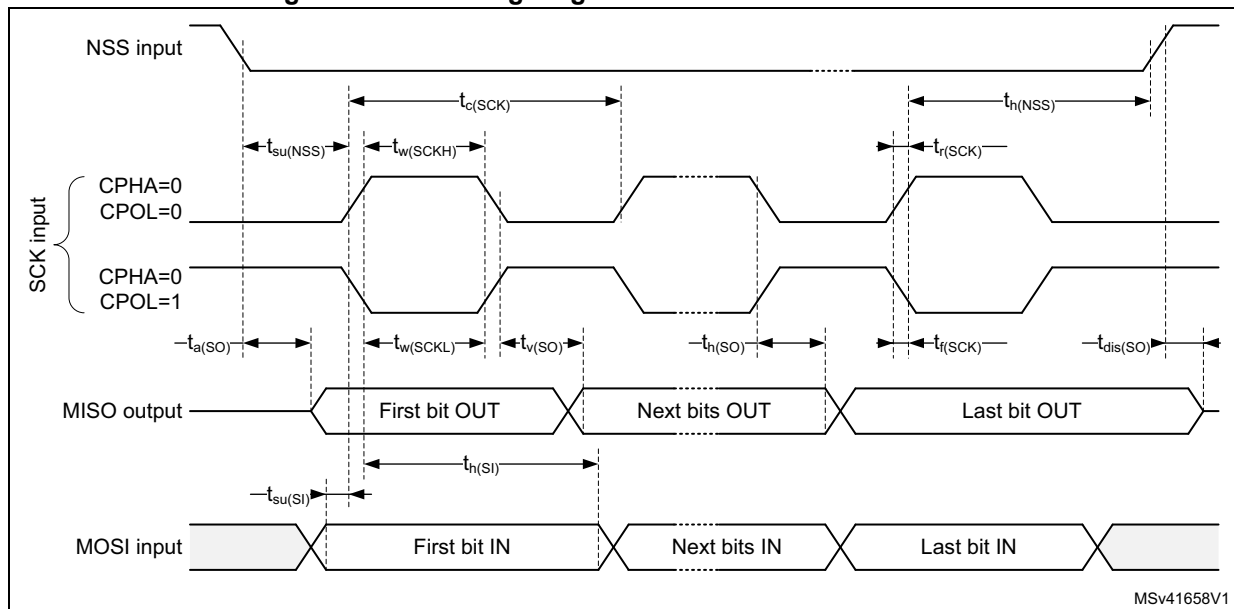 NSS input
tc(SCK)
th(NSS)
tsu(NSS)
tw(SCKH)
tr(SCK)
SCK input
CPHA=0
CPOL=0
CPHA=0
CPOL=1
ta(SO)
tw(SCKL)
tv(SO)
th(SO)
tf(SCK)
tdis(SO)
MISO output
First bit OUT
Next bits OUT
Last bit OUT
th(SI)
tsu(SI)
MOSI input
First bit IN
Next bits IN
Last bit IN
MSv41658V1